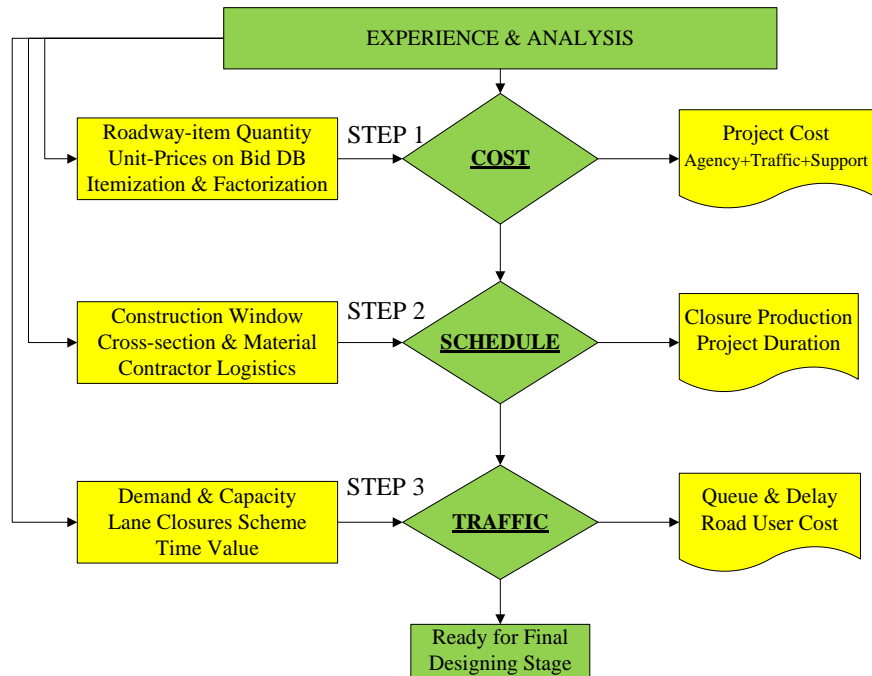 EXPERIENCE & ANALYSIS
Roadway-item Quantity
Unit-Prices on Bid DB
Itemization & Factorization
STEP 1
COST
Project Cost
Agency+Traffic+Support
Construction Window
Cross-section & Material
Contractor Logistics
STEP 2
SCHEDULE
Closure Production
Project Duration
Demand & Capacity
Lane Closures Scheme
Time Value
STEP 3
TRAFFIC
Queue & Delay
Road User Cost
Ready for Final
Designing Stage